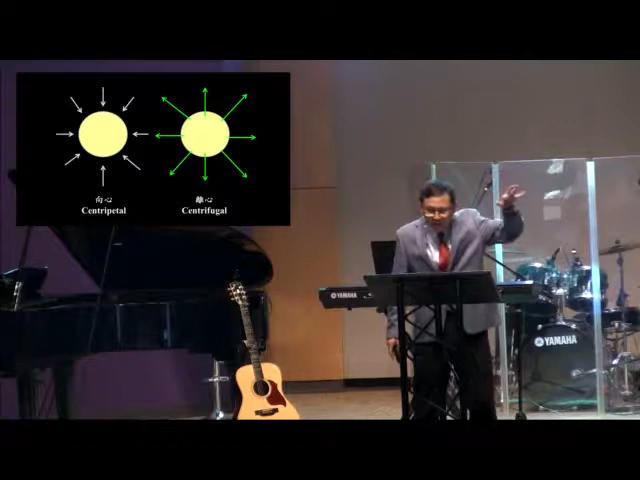 向心
離心
Centripetal
Centrifugal
YAMAHA
YAMAHA